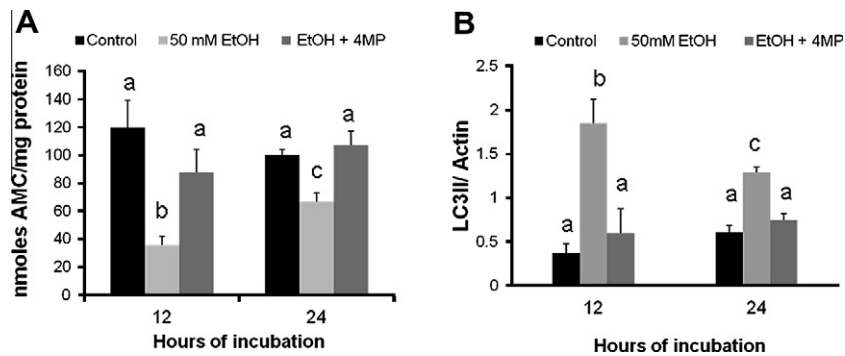 A
Control 50 mM EtOH EtOH + 4MP
nmoles AMC/mg protein
160
140
120
100
80
60
40
20
0
a
b
a
a
c
a
12 24
Hours of incubation
B
Control 50mM EtOH EtOH + 4MP
LC3II/ Actin
2.5
2
1.5
1
0.5
0
a
b
a
a
c
a
12 24
Hours of incubation